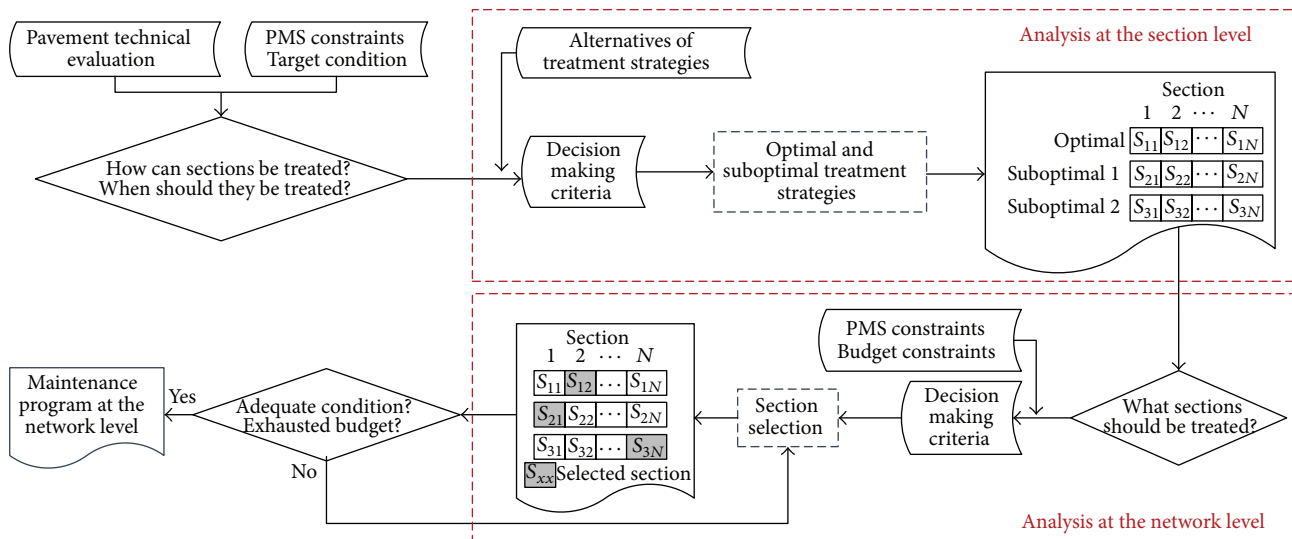 Pavement technical
evaluation
PMS constraints
Target condition
How can sections be treated?
When should they be treated?
Analysis at the section level
Alternatives of
treatment strategies
Decision
making
criteria
Optimal and
suboptimal treatment
strategies
Section
1 2 ⋯ N
Optimal S11 S12 ⋯ S1N
Suboptimal 1 S21 S22 ⋯ S2N
Suboptimal 2 S31 S32 ⋯ S3N
PMS constraints
Budget constraints
What sections
should be treated?
Decision
making
criteria
Section
selection
Section
1 2 ⋯ N
S11 S12 ⋯ S1N
S21 S22 ⋯ S2N
S31 S32 ⋯ S3N
Sxx Selected section
Adequate condition?
Exhausted budget?
Yes
No
Maintenance
program at the
network level
Analysis at the network level